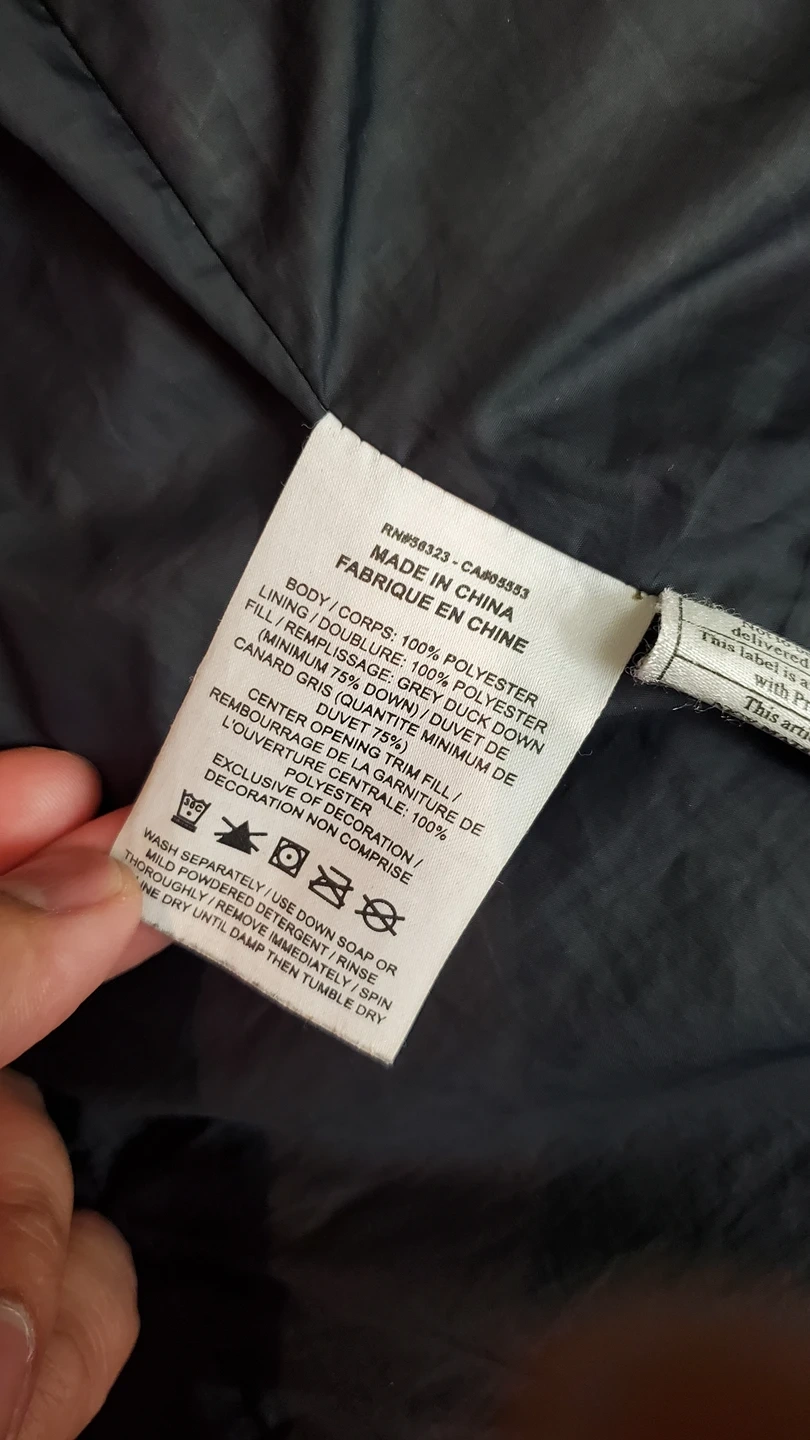 RN#56323 - CA#05553
MADE IN CHINA
FABRIQUE EN CHINE
BODY / CORPS: 100% POLYESTER
LINING / DOUBLURE: 100% POLYESTER
FILL / REMPLISSAGE: GREY DUCK DOWN
(MINIMUM 75% DOWN) / DUVET DE
CANARD GRIS (QUANTITE MINIMUM DE
DUVET 75%)
CENTER OPENING TRIM FILL /
REMBOURRAGE DE LA GARNITURE DE
L'OUVERTURE CENTRALE: 100%
POLYESTER
EXCLUSIVE OF DECORATION /
DECORATION NON COMPRISE
WASH SEPARATELY / USE DOWN SOAP OR
MILD POWDERED DETERGENT / RINSE
THOROUGHLY / REMOVE IMMEDIATELY / SPIN
LINE DRY UNTIL DAMP THEN TUMBLE DRY
delivered
This label is a
with
This